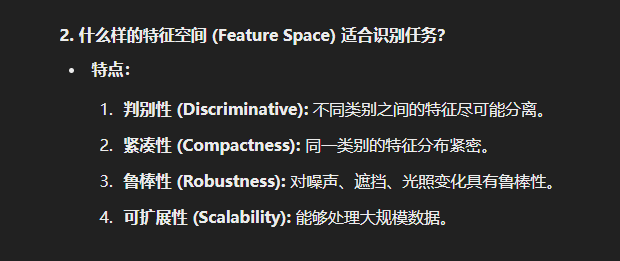 2. 什么样的特征空间 (Feature Space) 适合识别任务?
• 特点：
1. 判别性 (Discriminative): 不同类别之间的特征尽可能分离。
2. 紧凑性 (Compactness): 同一类别的特征分布紧密。
3. 鲁棒性 (Robustness): 对噪声、遮挡、光照变化具有鲁棒性。
4. 可扩展性 (Scalability): 能够处理大规模数据。